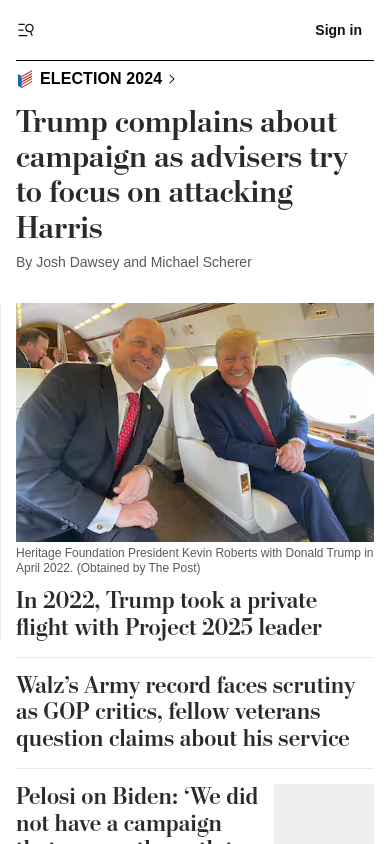 Sign in
ELECTION 2024
Trump complains about
campaign as advisers try
to focus on attacking
Harris
By Josh Dawsey and Michael Scherer
Heritage Foundation President Kevin Roberts with Donald Trump in
April 2022. (Obtained by The Post)
In 2022, Trump took a private
flight with Project 2025 leader
Walz’s Army record faces scrutiny
as GOP critics, fellow veterans
question claims about his service
Pelosi on Biden: ‘We did
not have a campaign